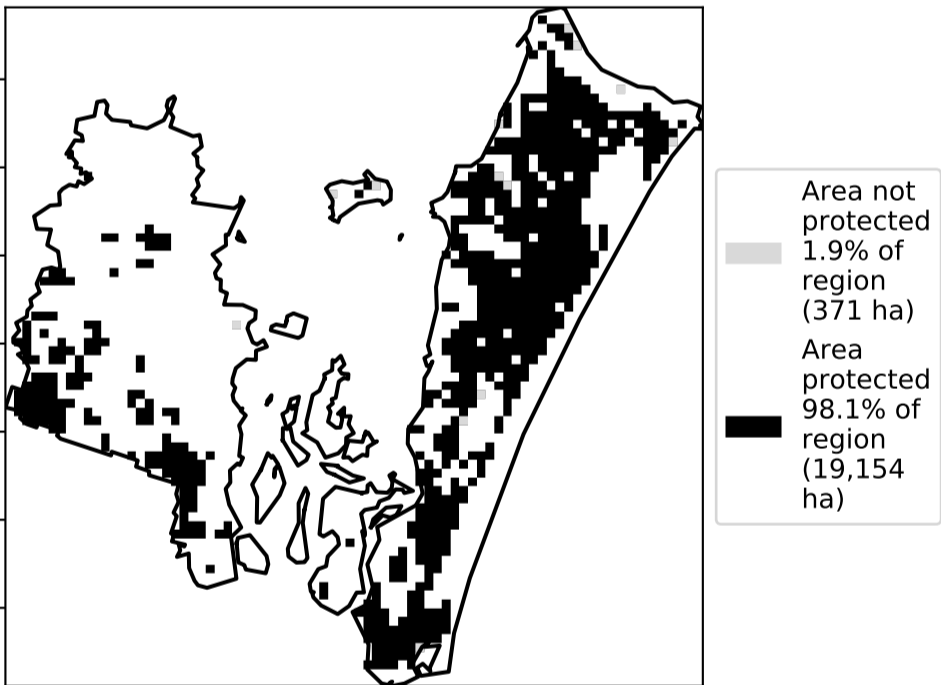 Area not
protected
1.9% of
region
(371 ha)
Area
protected
98.1% of
region
(19,154
ha)